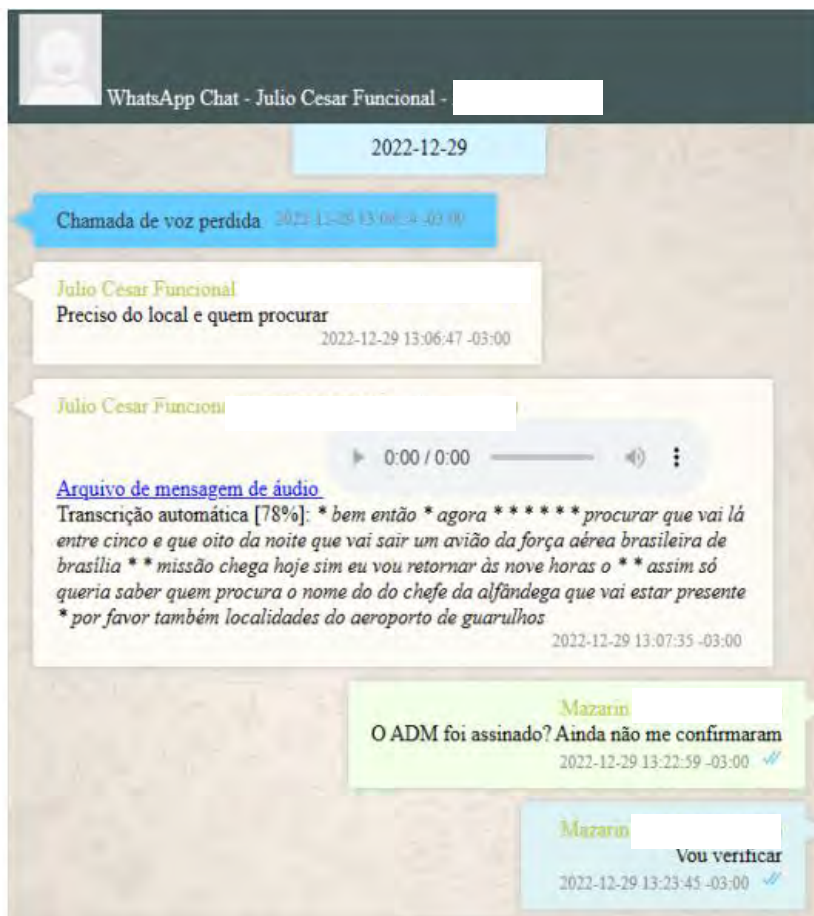 WhatsApp Chat - Julio Cesar Funcional -
2022-12-29
Chamada de voz perdida 2022-12-29 -03:00
Julio Cesar Funcional
Preciso do local e quem procurar
2022-12-29 13:06:47 -03:00
Julio Cesar
0:00 / 0:00
Arquivo de mensagem de áudio
Transcrição automática [78%]: * bem então * agora * * * * * * procurar que vai lá
entre cinco e que oito da noite que vai sair um avião da força aérea brasileira de
brasília * * missão chega hoje sim eu vou retornar às nove horas o * * assim só
queria saber quem procura o nome do do chefe da alfândega que vai estar presente
* por favor também localidades do aeroporto de guarulhos
2022-12-29 13:07:35 -03:00
Mazarin
O ADM foi assinado? Ainda não me confirmaram
2022-12-29 13:22:59 -03:00
Mazarin
Vou verificar
2022-12-29 13:23:45 -03:00